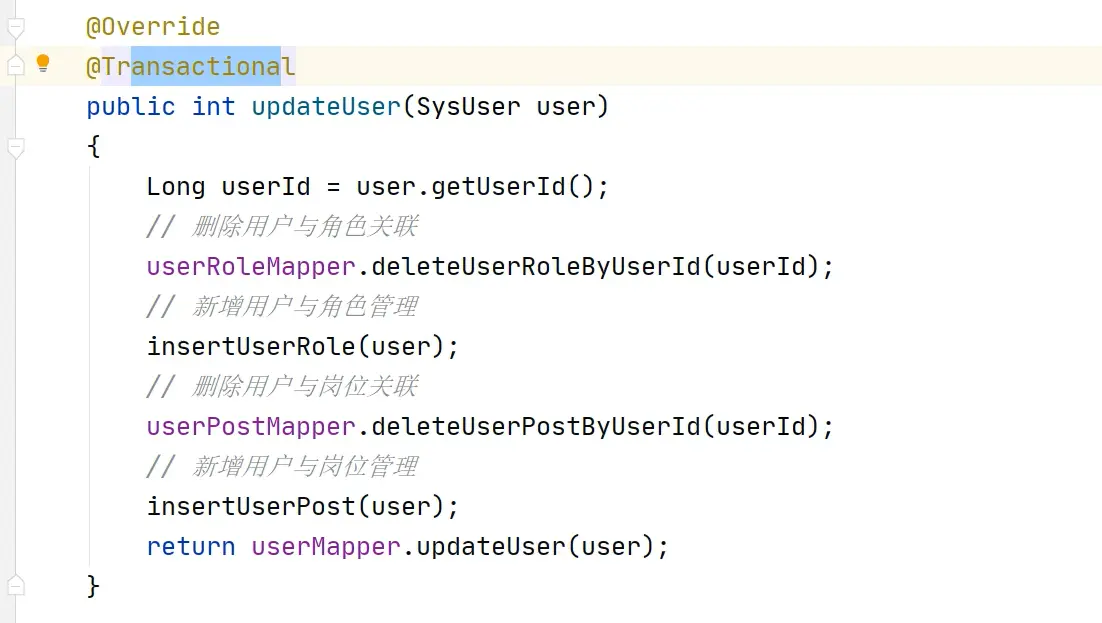 @Override
@Transactional
public int updateUser(SysUser user)
{
Long userId = user.getUserId();
// 删除用户与角色关联
userRoleMapper.deleteUserRoleByUserId(userId);
// 新增用户与角色管理
insertUserRole(user);
// 删除用户与岗位关联
userPostMapper.deleteUserPostByUserId(userId);
// 新增用户与岗位管理
insertUserPost(user);
return userMapper.updateUser(user);
}